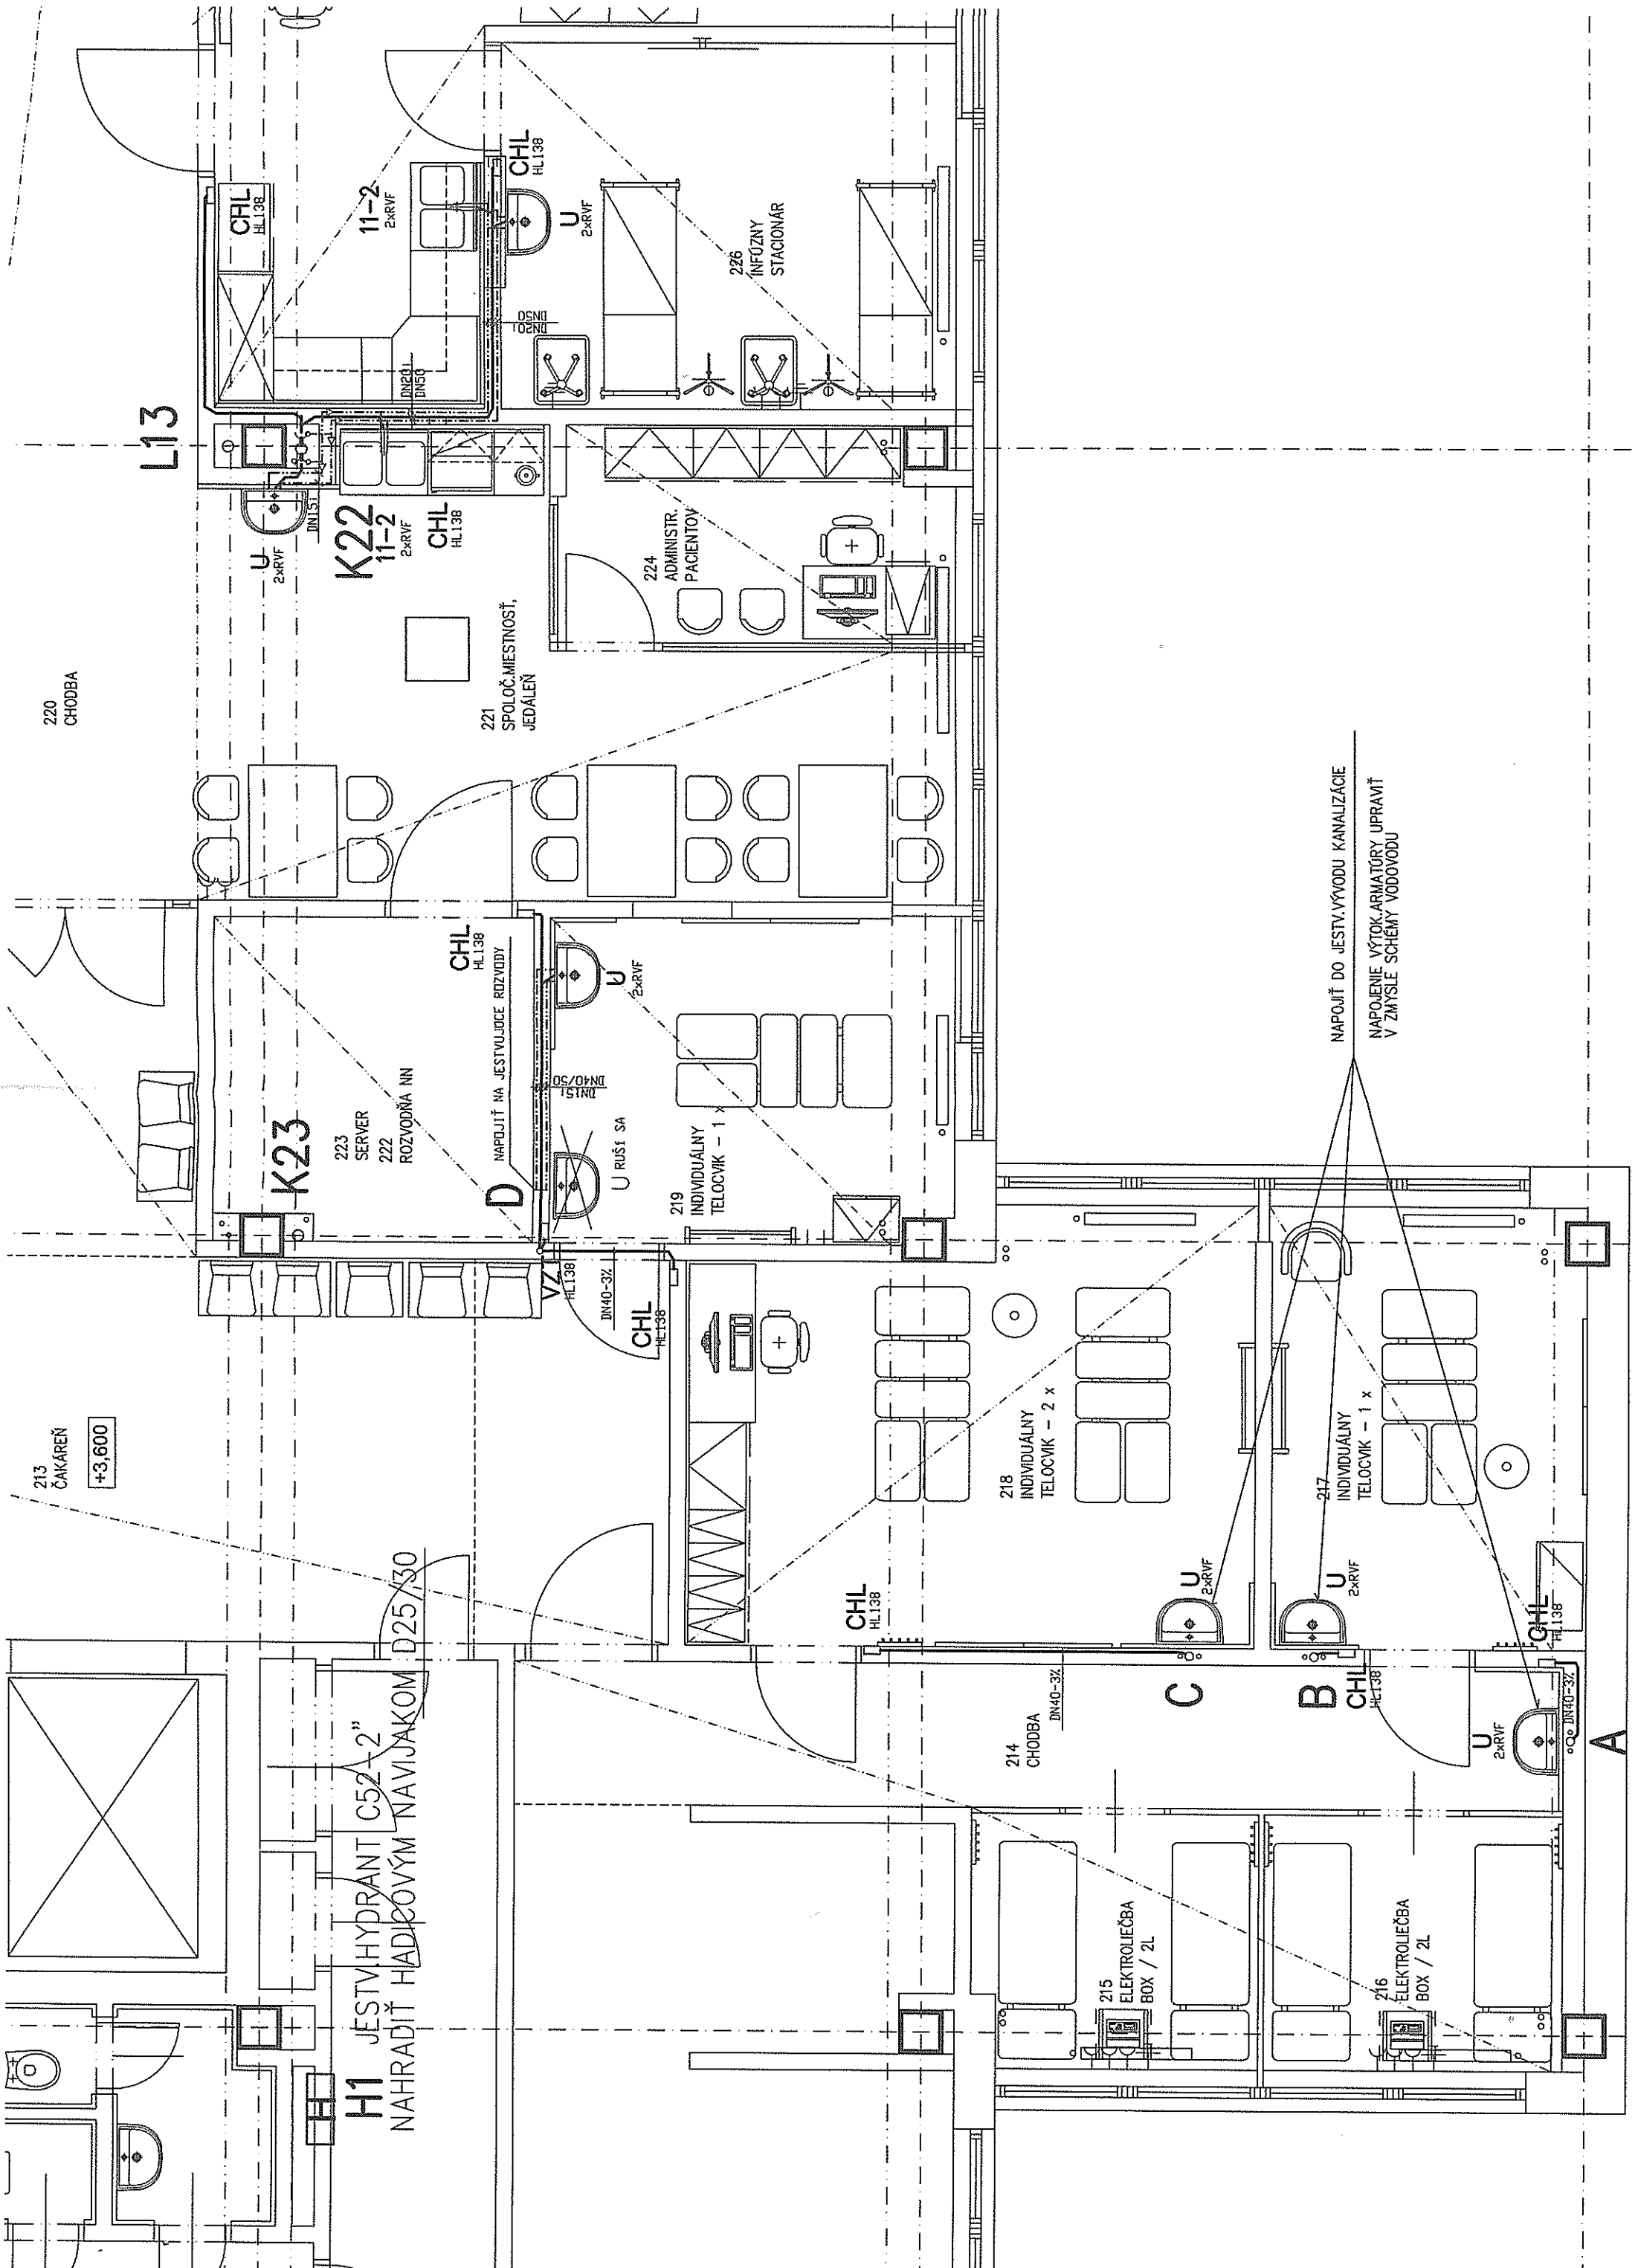 L13
CHL
HL138
11-2
2xRVF
CHL
HL138
U
2xRVF
226
INFÚZNY
STACIONÁR
DN20i
DN50
DN20i
DN50
U
2xRVF
DN15i
K22
11-2
2xRVF
CHL
HL138
224
ADMINISTR.
PACIENTOV
220
CHODBA
221
SPOLOČ.MIESTNOSŤ,
JEDÁLEŇ
CHL
HL138
NAPOJIŤ NA JESTVUJÚCE ROZVODY
U
2xRVF
DN15i
DN40/50
U RUŠÍ SA
K23
223
SERVER
222
ROZVODŇA NN
D
219
INDIVIDUÁLNY
TELOCVIK – 1 x
VZ
HL138
DN40-3%
CHL
HL138
NAPOJIŤ DO JESTV.VÝVODU KANALIZÁCIE
NAPOJENIE VÝTOK.ARMATÚRY UPRAVIŤ
V ZMYSLE SCHÉMY VODOVODU
213
ČAKÁREŇ
+3,600
218
INDIVIDUÁLNY
TELOCVIK – 2 x
217
INDIVIDUÁLNY
TELOCVIK – 1 x
CHL
HL138
U
2xRVF
U
2xRVF
CHL
HL138
C
B
CHL
HL138
DN40-3%
214
CHODBA
U
2xRVF
DN40-3%
A
H
H1
JESTV.HYDRANT C52-2”
NAHRADIŤ HADICOVÝM NAVIJAKOM D25/30
215
ELEKTROLIEČBA
BOX / 2L
216
ELEKTROLIEČBA
BOX / 2L